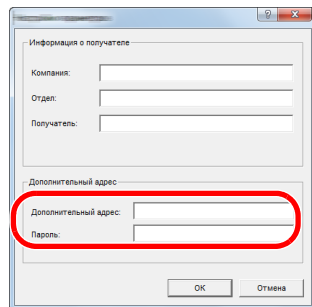 Информация о получателе
Компания:
Отдел:
Получатель:
Дополнительный адрес
Дополнительный адрес:
Пароль:
OK
Отмена